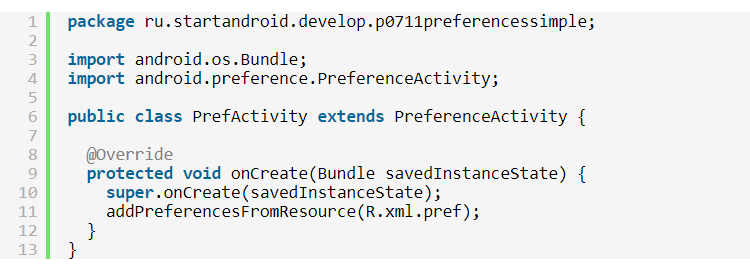 1 package ru.startandroid.develop.p0711preferencessimple;
2
3 import android.os.Bundle;
4 import android.preference.PreferenceActivity;
5
6 public class PrefActivity extends PreferenceActivity {
7
8   @Override
9   protected void onCreate(Bundle savedInstanceState) {
10     super.onCreate(savedInstanceState);
11     addPreferencesFromResource(R.xml.pref);
12   }
13 }